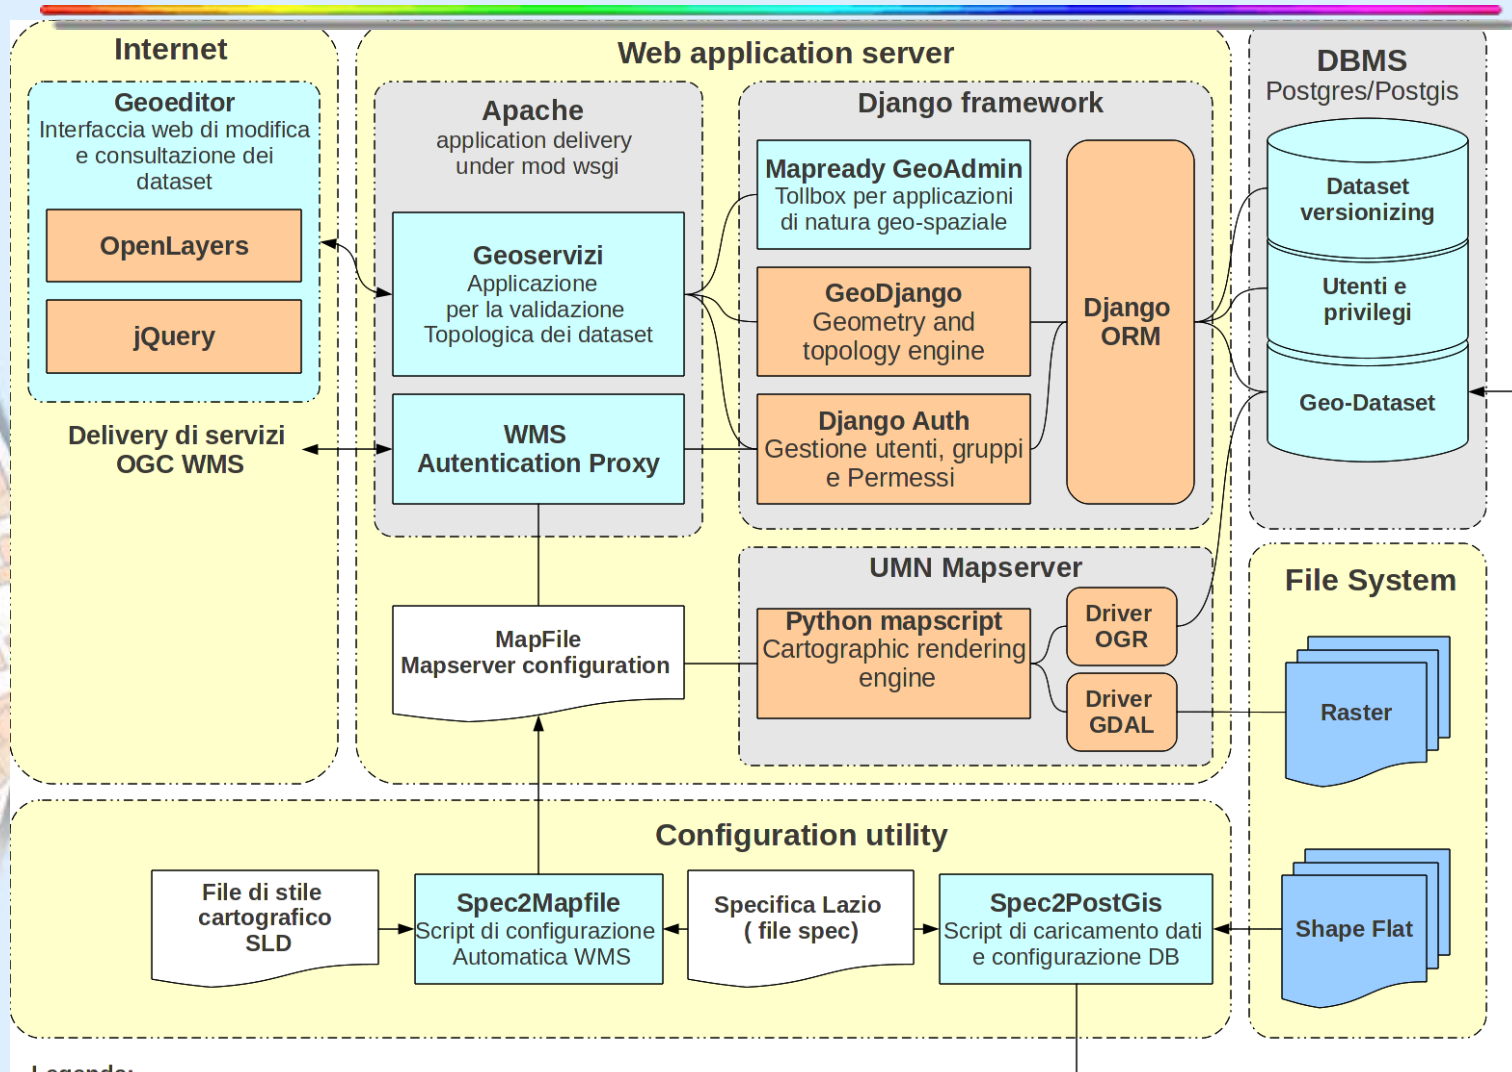 Internet
Geoeditor
Interfaccia web di modifica
e consultazione dei
dataset
OpenLayers
jQuery
Delivery di servizi
OGC WMS
Web application server
Apache
application delivery
under mod wsgi
Geoservizi
Applicazione
per la validazione
Topologica dei dataset
WMS
Autentication Proxy
MapFile
Mapserver configuration
Django framework
Mapready GeoAdmin
Tollbox per applicazioni
di natura geo-spaziale
GeoDjango
Geometry and
topology engine
Django Auth
Gestione utenti, gruppi
e Permessi
Django
ORM
UMN Mapserver
Python mapscript
Cartographic rendering
engine
Driver
OGR
Driver
GDAL
DBMS
Postgres/Postgis
Dataset
versionizing
Utenti e
privilegi
Geo-Dataset
File System
Raster
Shape Flat
Configuration utility
File di stile
cartografico
SLD
Spec2Mapfile
Script di configurazione
Automatica WMS
Specifica Lazio
( file spec)
Spec2PostGis
Script di caricamento dati
e configurazione DB
Legenda: